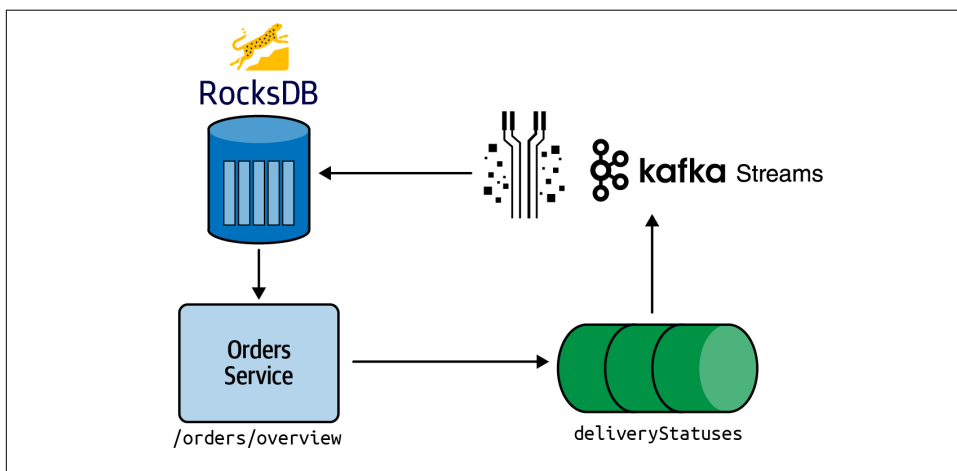 RocksDB
kafka Streams
Orders
Service
/orders/overview
deliveryStatuses